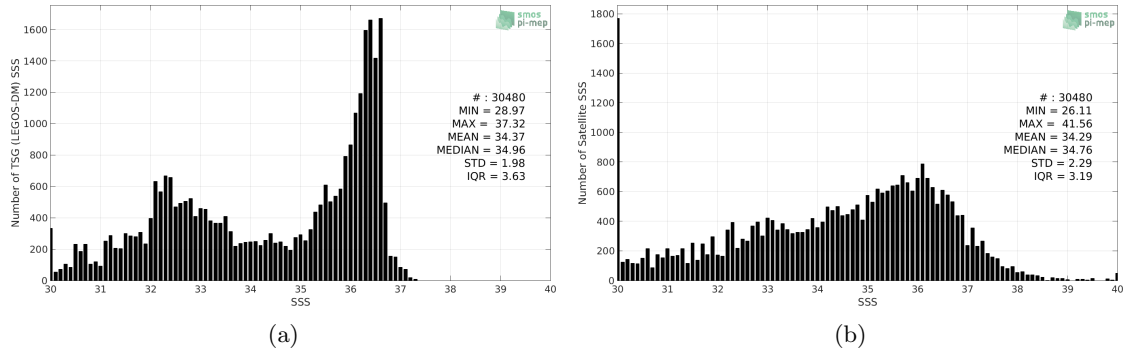 1600
1400
1200
1000
800
600
400
200
0
Number of TSG (LEGOS-DM) SSS
smos
pi-mep
# : 30480
MIN = 28.97
MAX = 37.32
MEAN = 34.37
MEDIAN = 34.96
STD = 1.98
IQR = 3.63
30 31 32 33 34 35 36 37 38 39 40
SSS
(a)
1800
1600
1400
1200
1000
800
600
400
200
0
Number of Satellite SSS
smos
pi-mep
# : 30480
MIN = 26.11
MAX = 41.56
MEAN = 34.29
MEDIAN = 34.76
STD = 2.29
IQR = 3.19
30 31 32 33 34 35 36 37 38 39 40
SSS
(b)